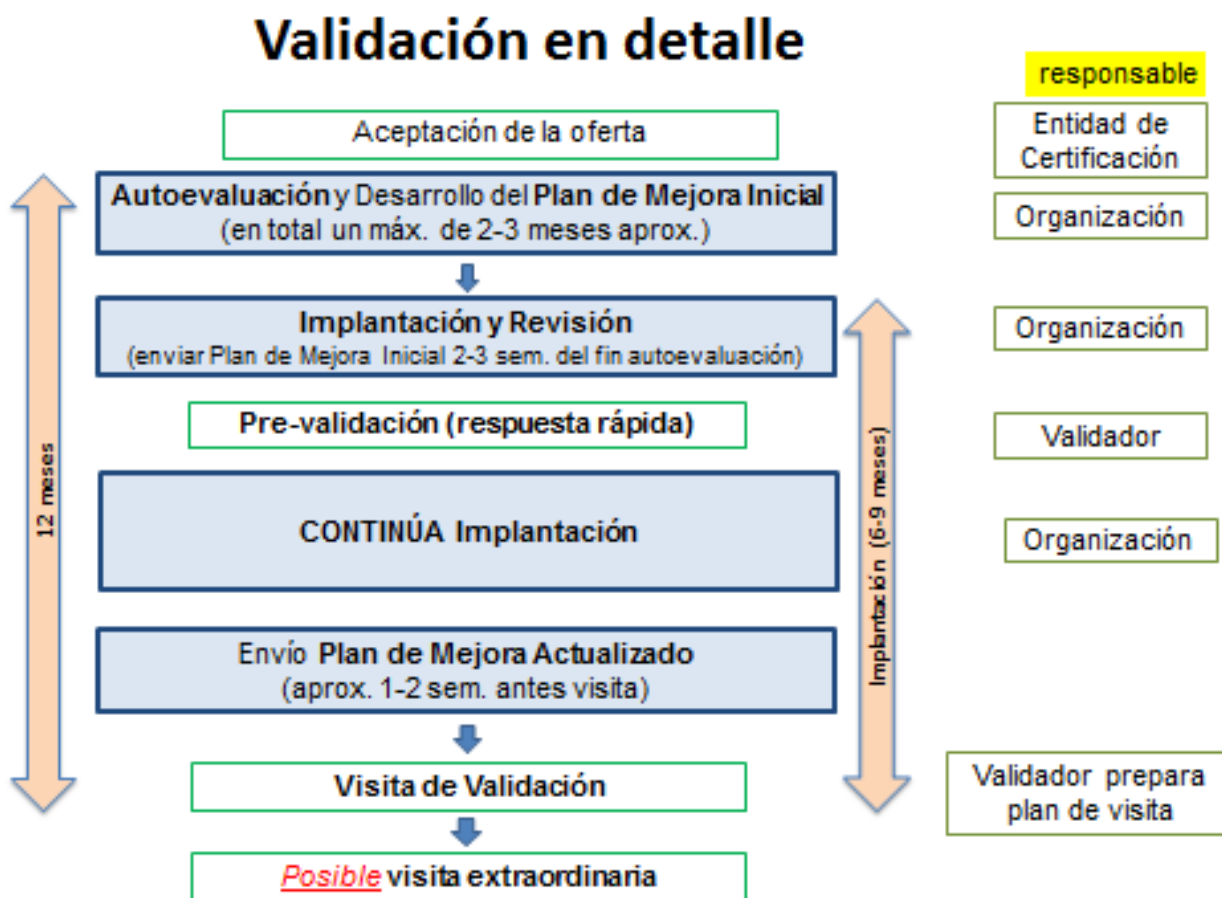 Validación en detalle
responsable
Aceptación de la oferta
Entidad de
Certificación
Autoevaluación y Desarrollo del Plan de Mejora Inicial
(en total un máx. de 2-3 meses aprox.)
Organización
Implantación y Revisión
(enviar Plan de Mejora Inicial 2-3 sem. del fin autoevaluación)
Organización
Pre-validación (respuesta rápida)
Validador
12 meses
Implantación (6-9 meses)
CONTINÚA Implantación
Organización
Envío Plan de Mejora Actualizado
(aprox. 1-2 sem. antes visita)
Visita de Validación
Validador prepara
plan de visita
Posible visita extraordinaria